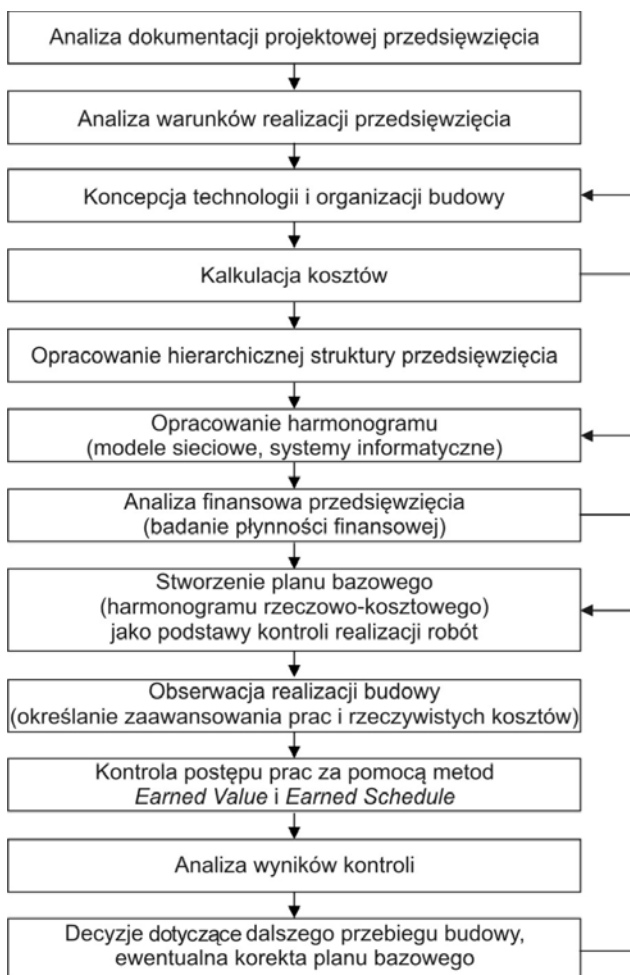 Analiza dokumentacji projektowej przedsięwzięcia
Analiza warunków realizacji przedsięwzięcia
Koncepcja technologii i organizacji budowy
Kalkulacja kosztów
Opracowanie hierarchicznej struktury przedsięwzięcia
Opracowanie harmonogramu
(modele sieciowe, systemy informatyczne)
Analiza finansowa przedsięwzięcia
(badanie płynności finansowej)
Stworzenie planu bazowego
(harmonogramu rzeczowo-kosztowego)
jako podstawy kontroli realizacji robót
Obserwacja realizacji budowy
(określanie zaawansowania prac i rzeczywistych kosztów)
Kontrola postępu prac za pomocą metod
Earned Value i Earned Schedule
Analiza wyników kontroli
Decyzje dotyczące dalszego przebiegu budowy,
ewentualna korekta planu bazowego